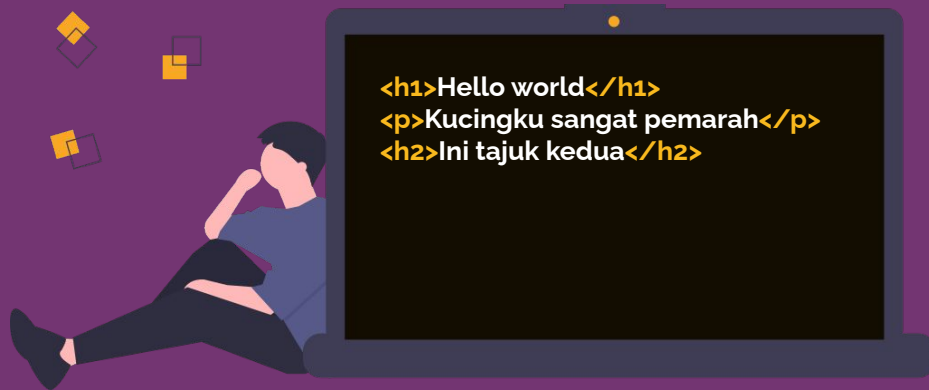 <h1>Hello world</h1>
<p>Kucingku sangat pemarah</p>
<h2>Ini tajuk kedua</h2>